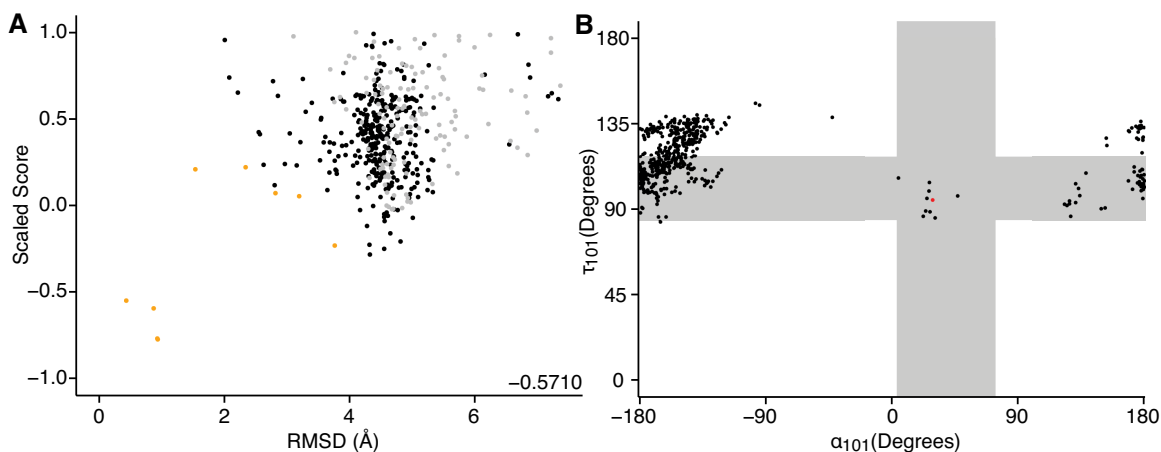 A
Scaled Score
1.0
0.5
0.0
−0.5
−1.0
−0.5710
0 2 4 6
RMSD (Å)
B
τ101(Degrees)
180
135
90
45
0
−180 −90 0 90 180
α101(Degrees)